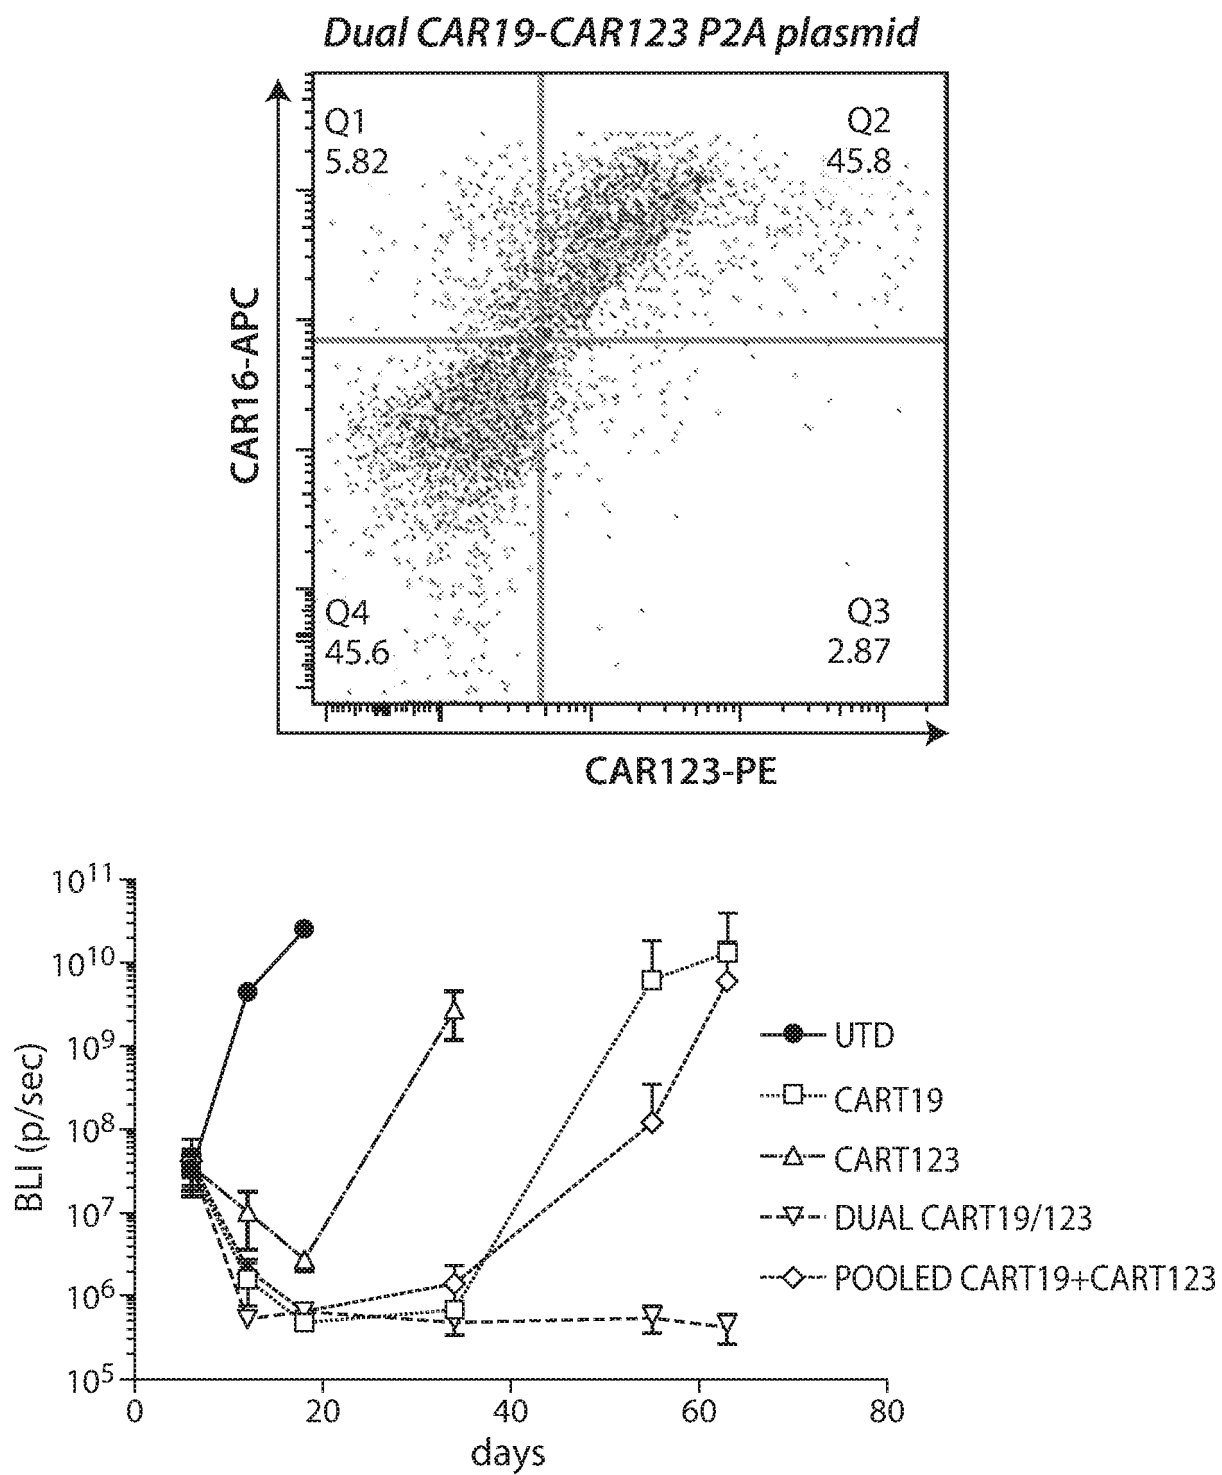 Dual CAR19-CAR123 P2A plasmid
Q1
5.82
Q2
45.8
CAR16-APC
Q4
45.6
Q3
2.87
CAR123-PE
10^11
10^10
10^9
10^8
10^7
10^6
10^5
BLI (p/sec)
0
20
40
60
80
days
UTD
CART19
CART123
DUAL CART19/123
POOLED CART19+CART123